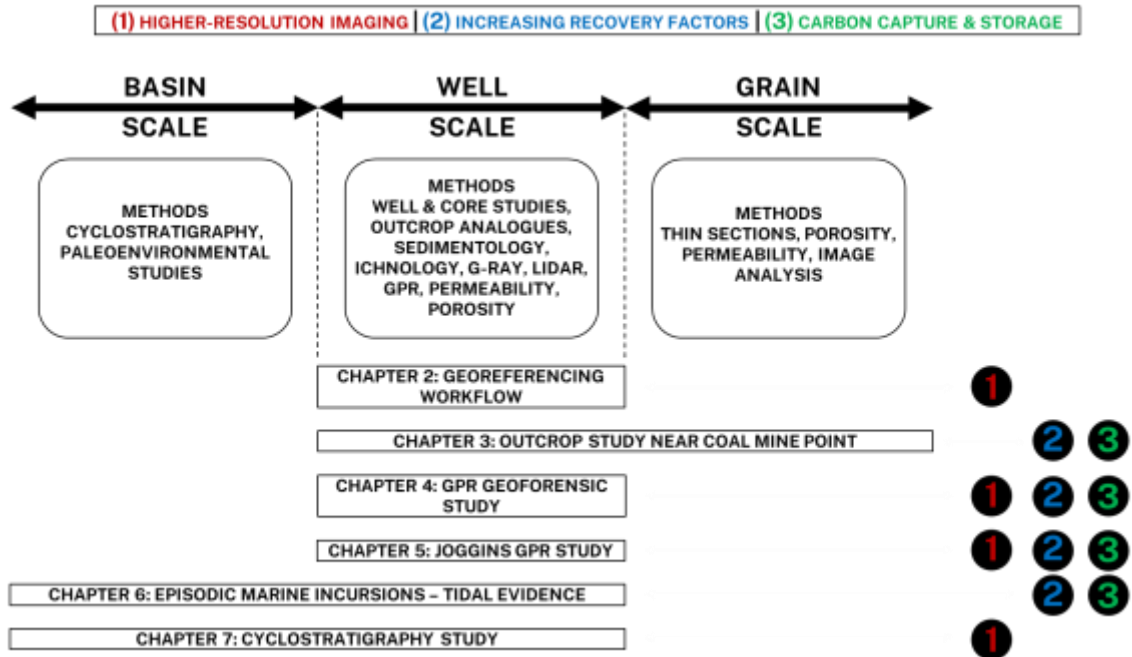 (1) HIGHER-RESOLUTION IMAGING | (2) INCREASING RECOVERY FACTORS | (3) CARBON CAPTURE & STORAGE
BASIN
SCALE
WELL
SCALE
GRAIN
SCALE
METHODS
CYCLOSTRATIGRAPHY,
PALEOENVIRONMENTAL
STUDIES
METHODS
WELL & CORE STUDIES,
OUTCROP ANALOGUES,
SEDIMENTOLOGY,
ICHNOLOGY, G-RAY, LIDAR,
GPR, PERMEABILITY,
POROSITY
METHODS
THIN SECTIONS, POROSITY,
PERMEABILITY, IMAGE
ANALYSIS
CHAPTER 2: GEOREFERENCING
WORKFLOW
1
CHAPTER 3: OUTCROP STUDY NEAR COAL MINE POINT
2 3
CHAPTER 4: GPR GEOFORENSIC
STUDY
1 2 3
CHAPTER 5: JOGGINS GPR STUDY
1 2 3
CHAPTER 6: EPISODIC MARINE INCURSIONS – TIDAL EVIDENCE
2 3
CHAPTER 7: CYCLOSTRATIGRAPHY STUDY
1